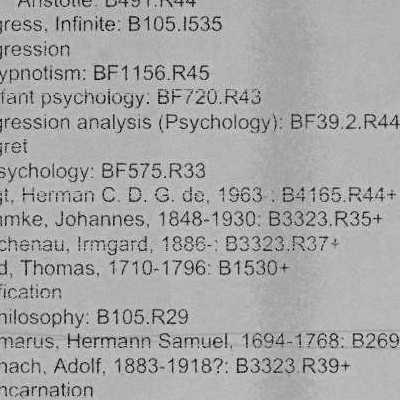 Aristotle: B491.R44
gress, Infinite: B105.I535
gression
ypnotism: BF1156.R45
fant psychology: BF720.R43
gression analysis (Psychology): BF39.2.R44
gret
sychology: BF575.R33
gt, Herman C. D. G. de, 1963-: B4165.R44+
hmke, Johannes, 1848-1930: B3323.R35+
chenau, Irmgard, 1886-: B3323.R37+
d, Thomas, 1710-1796: B1530+
fication
hilosophy: B105.R29
marus, Hermann Samuel, 1694-1768: B269
nach, Adolf, 1883-1918?: B3323.R39+
ncarnation